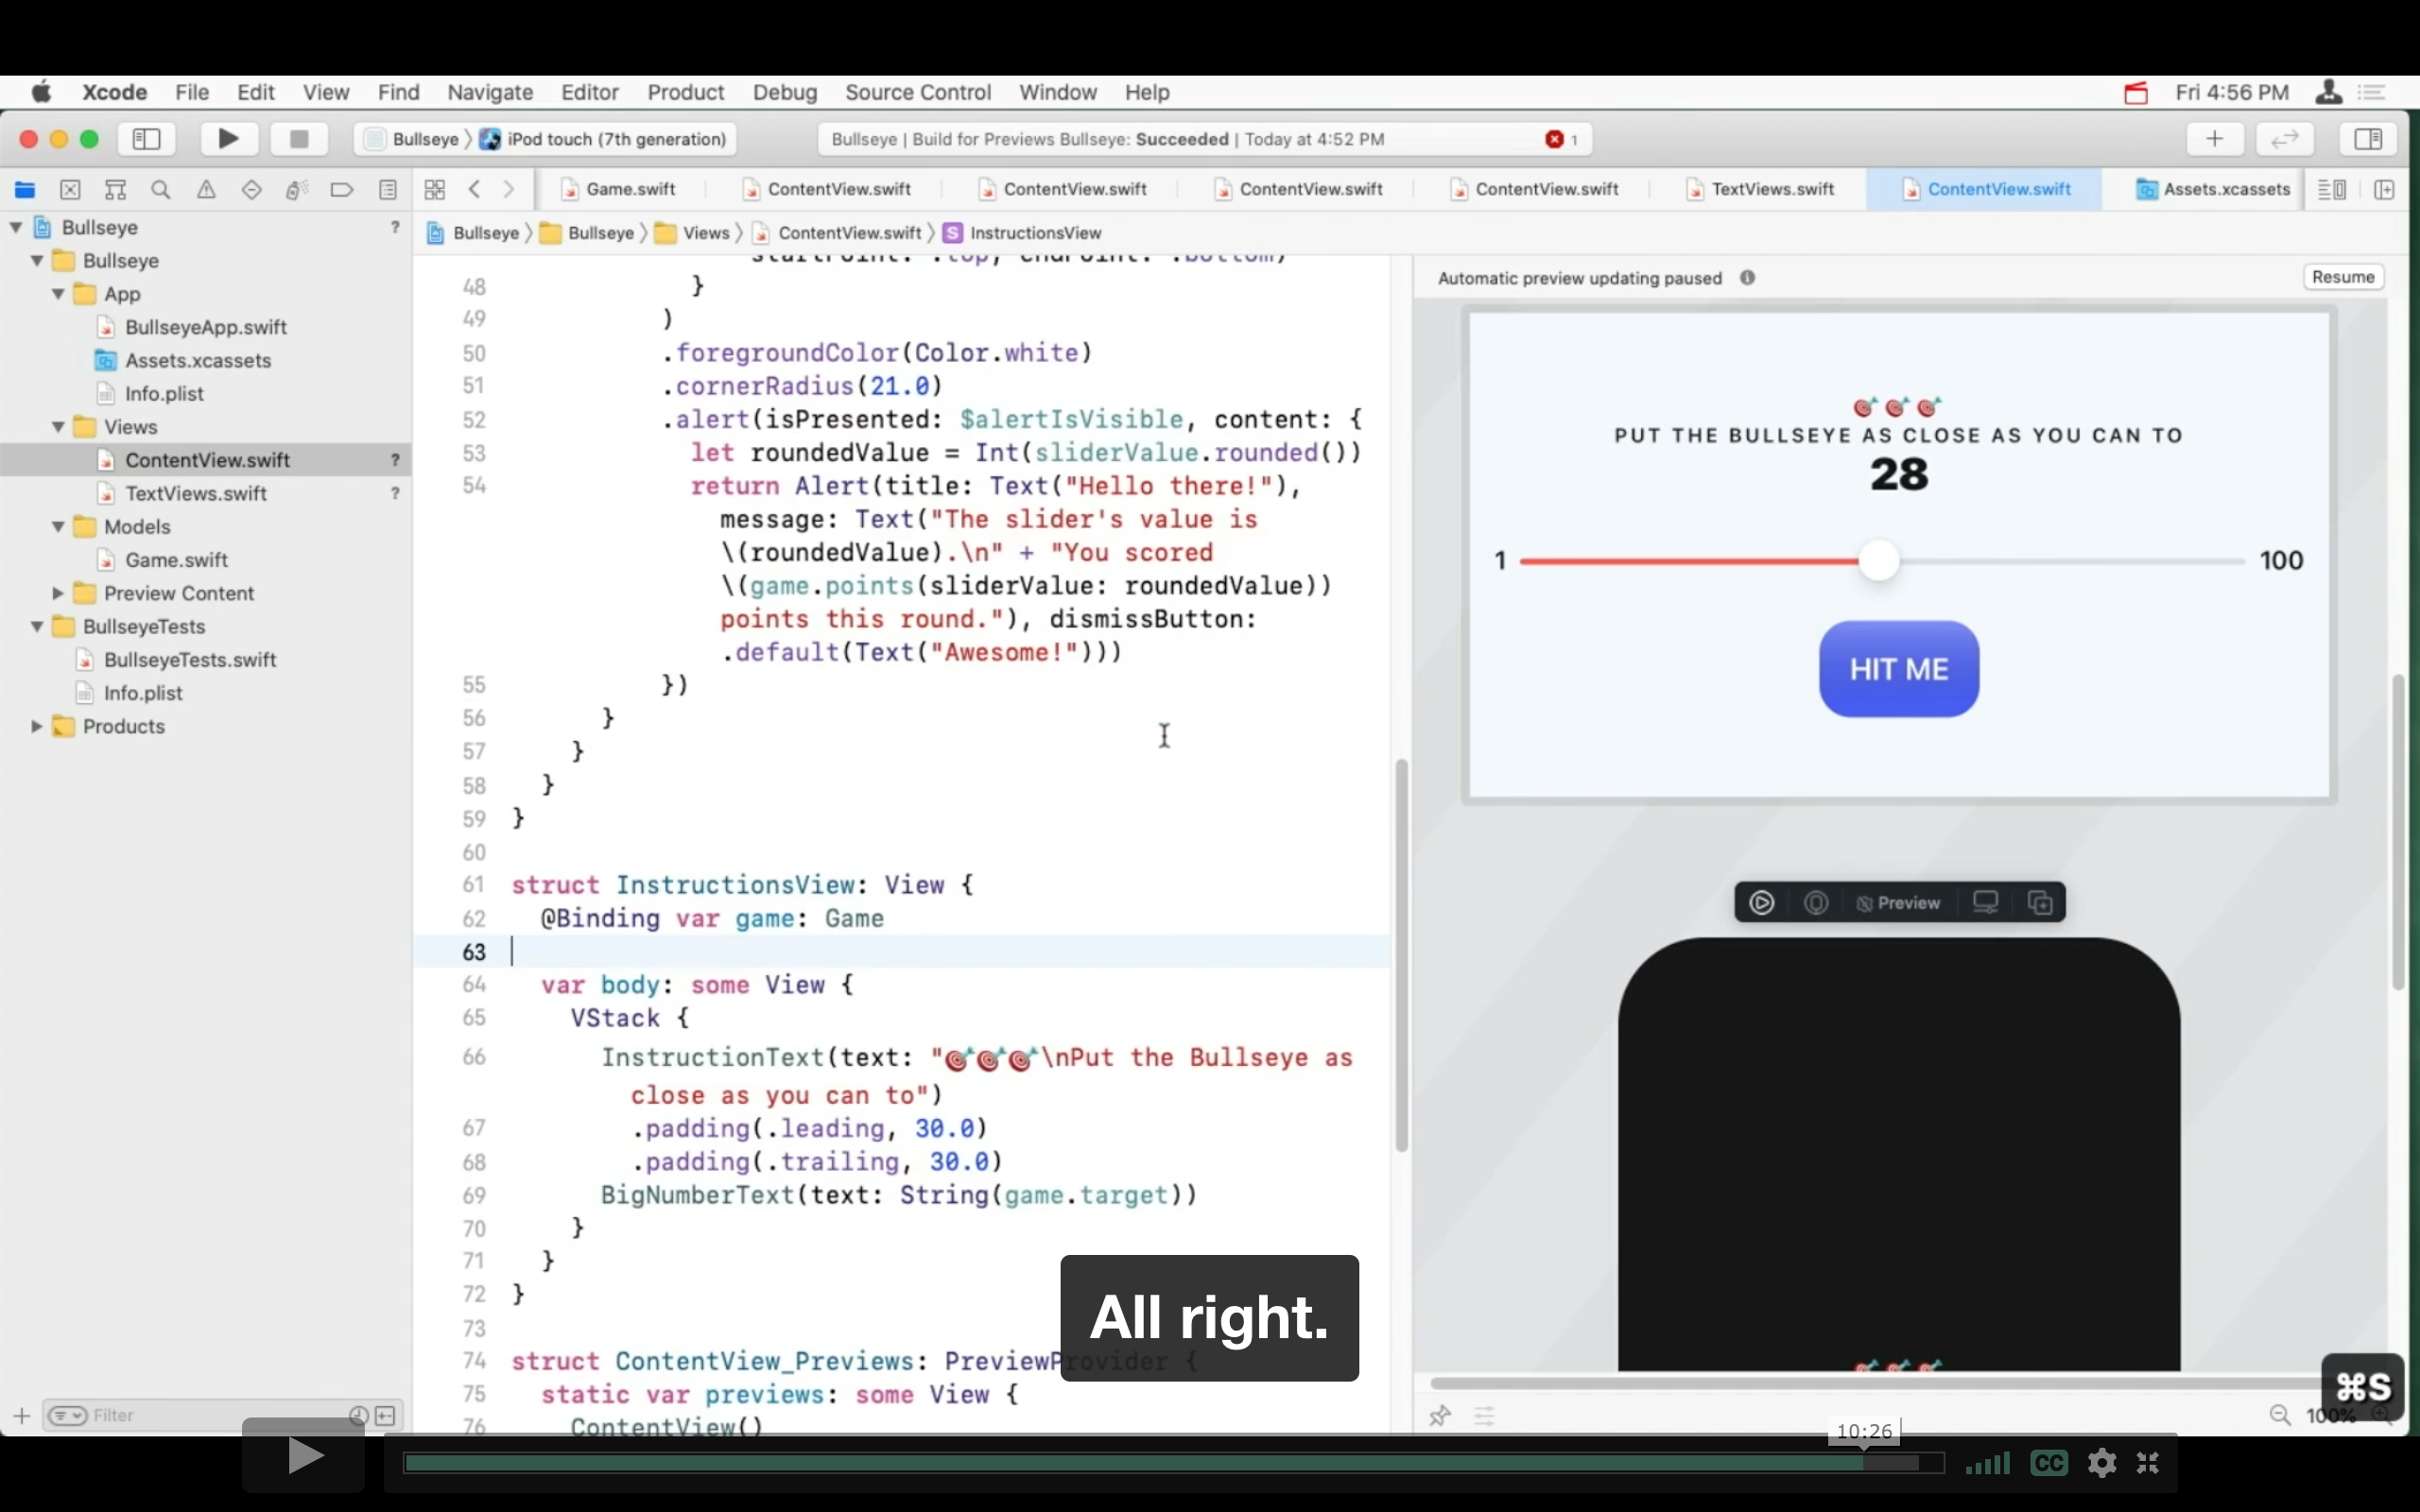 Xcode File Edit View Find Navigate Editor Product Debug Source Control Window Help Fri 4:56 PM
Bullseye 〉 iPod touch (7th generation) Bullseye | Build for Previews Bullseye: Succeeded | Today at 4:52 PM 1
Game.swift ContentView.swift ContentView.swift ContentView.swift ContentView.swift TextViews.swift ContentView.swift Assets.xcassets
Bullseye 〉 Bullseye 〉 Views 〉 ContentView.swift 〉 S InstructionsView
Bullseye ?
Bullseye
App
BullseyeApp.swift
Assets.xcassets
Info.plist
Views
ContentView.swift ?
TextViews.swift ?
Models
Game.swift
Preview Content
BullseyeTests
BullseyeTests.swift
Info.plist
Products
Filter
startPoint: .top, endPoint: .bottom)
48 }
49 )
50 .foregroundColor(Color.white)
51 .cornerRadius(21.0)
52 .alert(isPresented: $alertIsVisible, content: {
53 let roundedValue = Int(sliderValue.rounded())
54 return Alert(title: Text("Hello there!"),
message: Text("The slider's value is
\(roundedValue).\n" + "You scored
\(game.points(sliderValue: roundedValue))
points this round."), dismissButton:
.default(Text("Awesome!")))
55 })
56 }
57 }
58 }
59 }
60
61 struct InstructionsView: View {
62 @Binding var game: Game
63
64 var body: some View {
65 VStack {
66 InstructionText(text: "🎯🎯🎯\nPut the Bullseye as
close as you can to")
67 .padding(.leading, 30.0)
68 .padding(.trailing, 30.0)
69 BigNumberText(text: String(game.target))
70 }
71 }
72 }
73
74 struct ContentView_Previews: PreviewProvider {
75 static var previews: some View {
76 ContentView()
Automatic preview updating paused Resume
🎯🎯🎯
PUT THE BULLSEYE AS CLOSE AS YOU CAN TO
28
1 100
HIT ME
Preview
All right.
⌘S
100%
10:26
CC